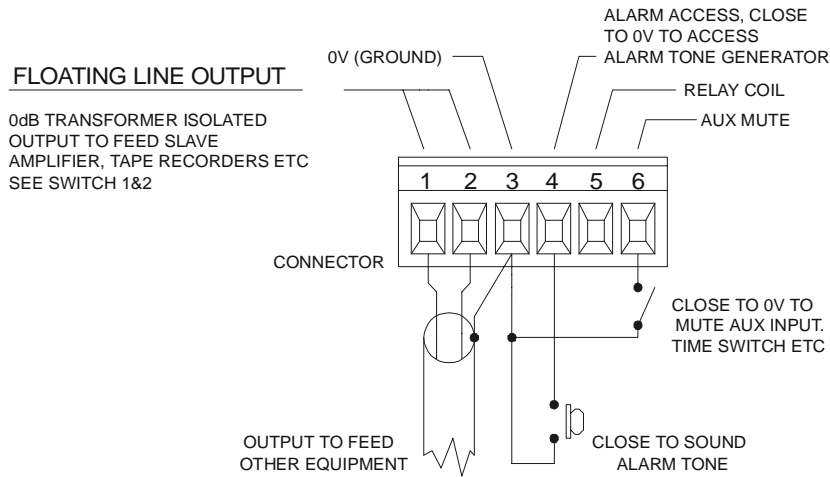 ALARM ACCESS, CLOSE
TO 0V TO ACCESS
ALARM TONE GENERATOR
0V (GROUND)
FLOATING LINE OUTPUT
RELAY COIL
0dB TRANSFORMER ISOLATED
OUTPUT TO FEED SLAVE
AMPLIFIER, TAPE RECORDERS ETC
SEE SWITCH 1&2
AUX MUTE
1 2 3 4 5 6
CONNECTOR
CLOSE TO 0V TO
MUTE AUX INPUT.
TIME SWITCH ETC
OUTPUT TO FEED
OTHER EQUIPMENT
CLOSE TO SOUND
ALARM TONE